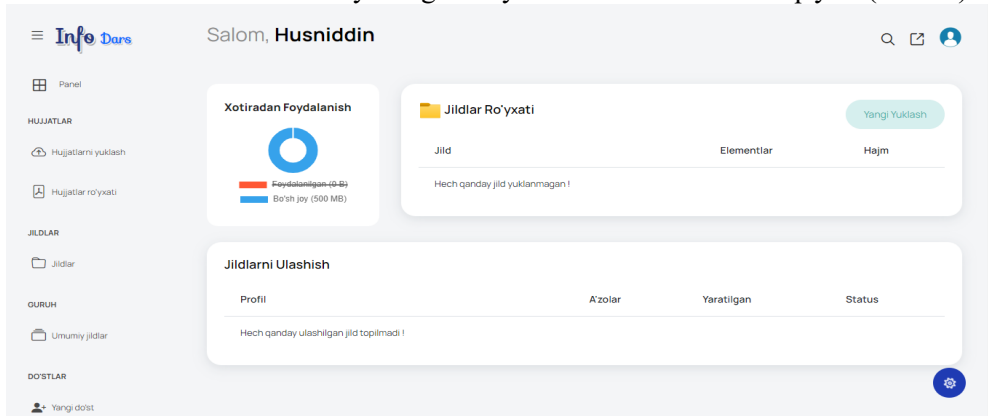 Info Dars
Salom, Husniddin
Panel
HUJJATLAR
Hujjatlarni yuklash
Hujjatlar ro'yxati
JILDLAR
Jildlar
GURUH
Umumiy jildlar
DO'STLAR
Yangi do'st
Xotiradan Foydalanish
Foydalanilgan (0 B)
Bo'sh joy (500 MB)
Jildlar Ro'yxati
Yangi Yuklash
Jild Elementlar Hajm
Hech qanday jild yuklanmagan !
Jildlarni Ulashish
Profil A'zolar Yaratilgan Status
Hech qanday ulashilgan jild topilmadi !